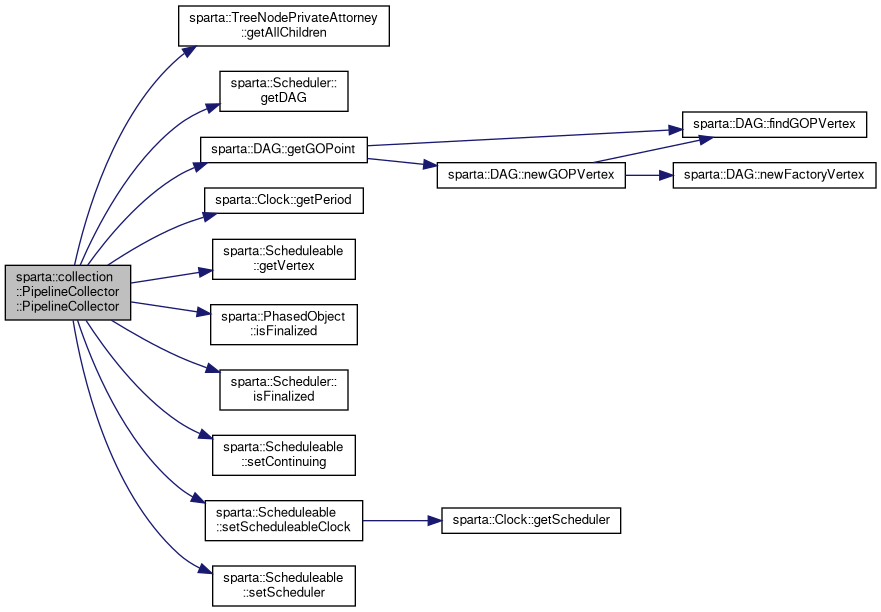 sparta::TreeNodePrivateAttorney
::getAllChildren
sparta::Scheduler::
getDAG
sparta::DAG::getGOPoint
sparta::DAG::findGOPVertex
sparta::DAG::newGOPVertex
sparta::DAG::newFactoryVertex
sparta::Clock::getPeriod
sparta::Scheduleable
::getVertex
sparta::collection
::PipelineCollector
::PipelineCollector
sparta::PhasedObject
::isFinalized
sparta::Scheduler::
isFinalized
sparta::Scheduleable
::setContinuing
sparta::Scheduleable
::setScheduleableClock
sparta::Clock::getScheduler
sparta::Scheduleable
::setScheduler